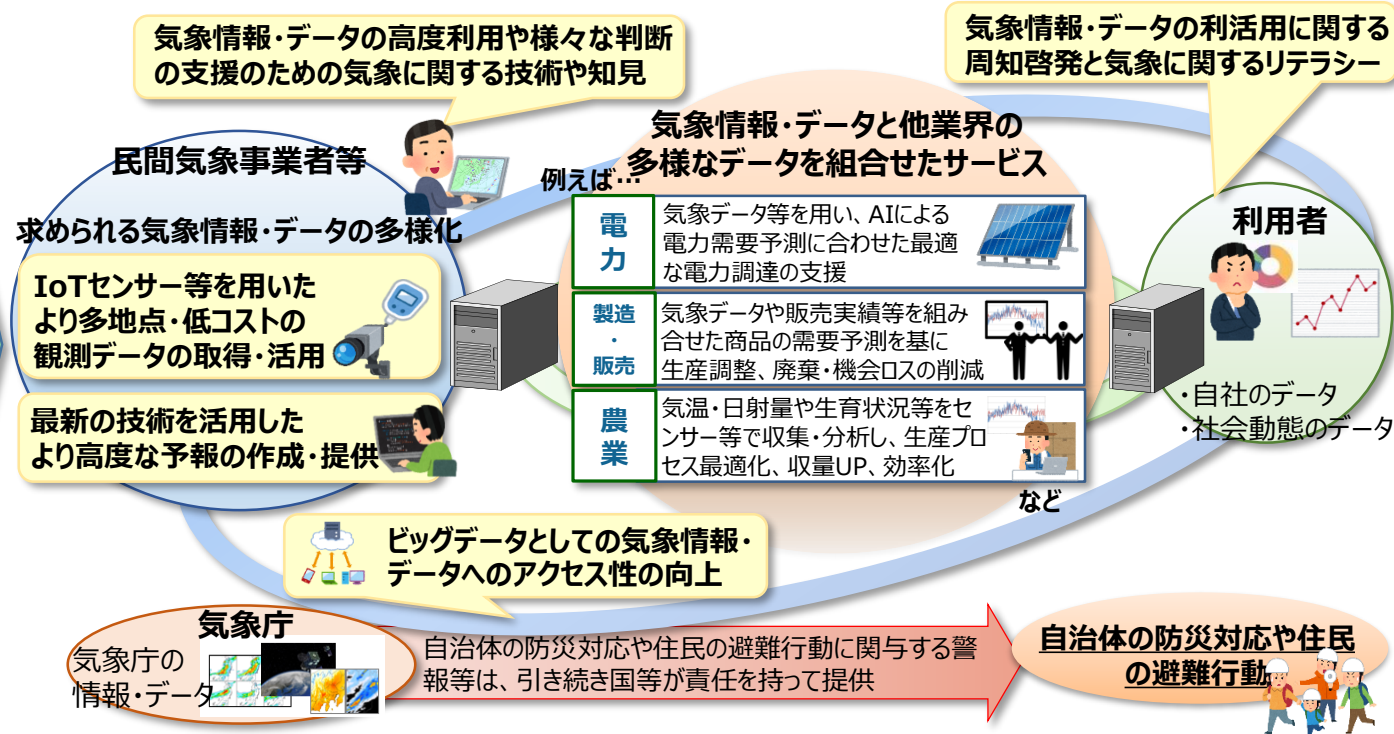 気象情報・データの高度利用や様々な判断
の支援のための気象に関する技術や知見
気象情報・データの利活用に関する
周知啓発と気象に関するリテラシー
民間気象事業者等
求められる気象情報・データの多様化
IoTセンサー等を用いた
より多地点・低コストの
観測データの取得・活用
最新の技術を活用した
より高度な予報の作成・提供
気象情報・データと他業界の
多様なデータを組合せたサービス
例えば…
電
力
気象データ等を用い、AIによる
電力需要予測に合わせた最適
な電力調達の支援
製造
・
販売
気象データや販売実績等を組み
合せた商品の需要予測を基に
生産調整、廃棄・機会ロスの削減
農
業
気温・日射量や生育状況等をセ
ンサー等で収集・分析し、生産プロ
セス最適化、収量UP、効率化
など
利用者
・自社のデータ
・社会動態のデータ
ビッグデータとしての気象情報・
データへのアクセス性の向上
気象庁
気象庁の
情報・データ
自治体の防災対応や住民の避難行動に関与する警
報等は、引き続き国等が責任を持って提供
自治体の防災対応や住民
の避難行動